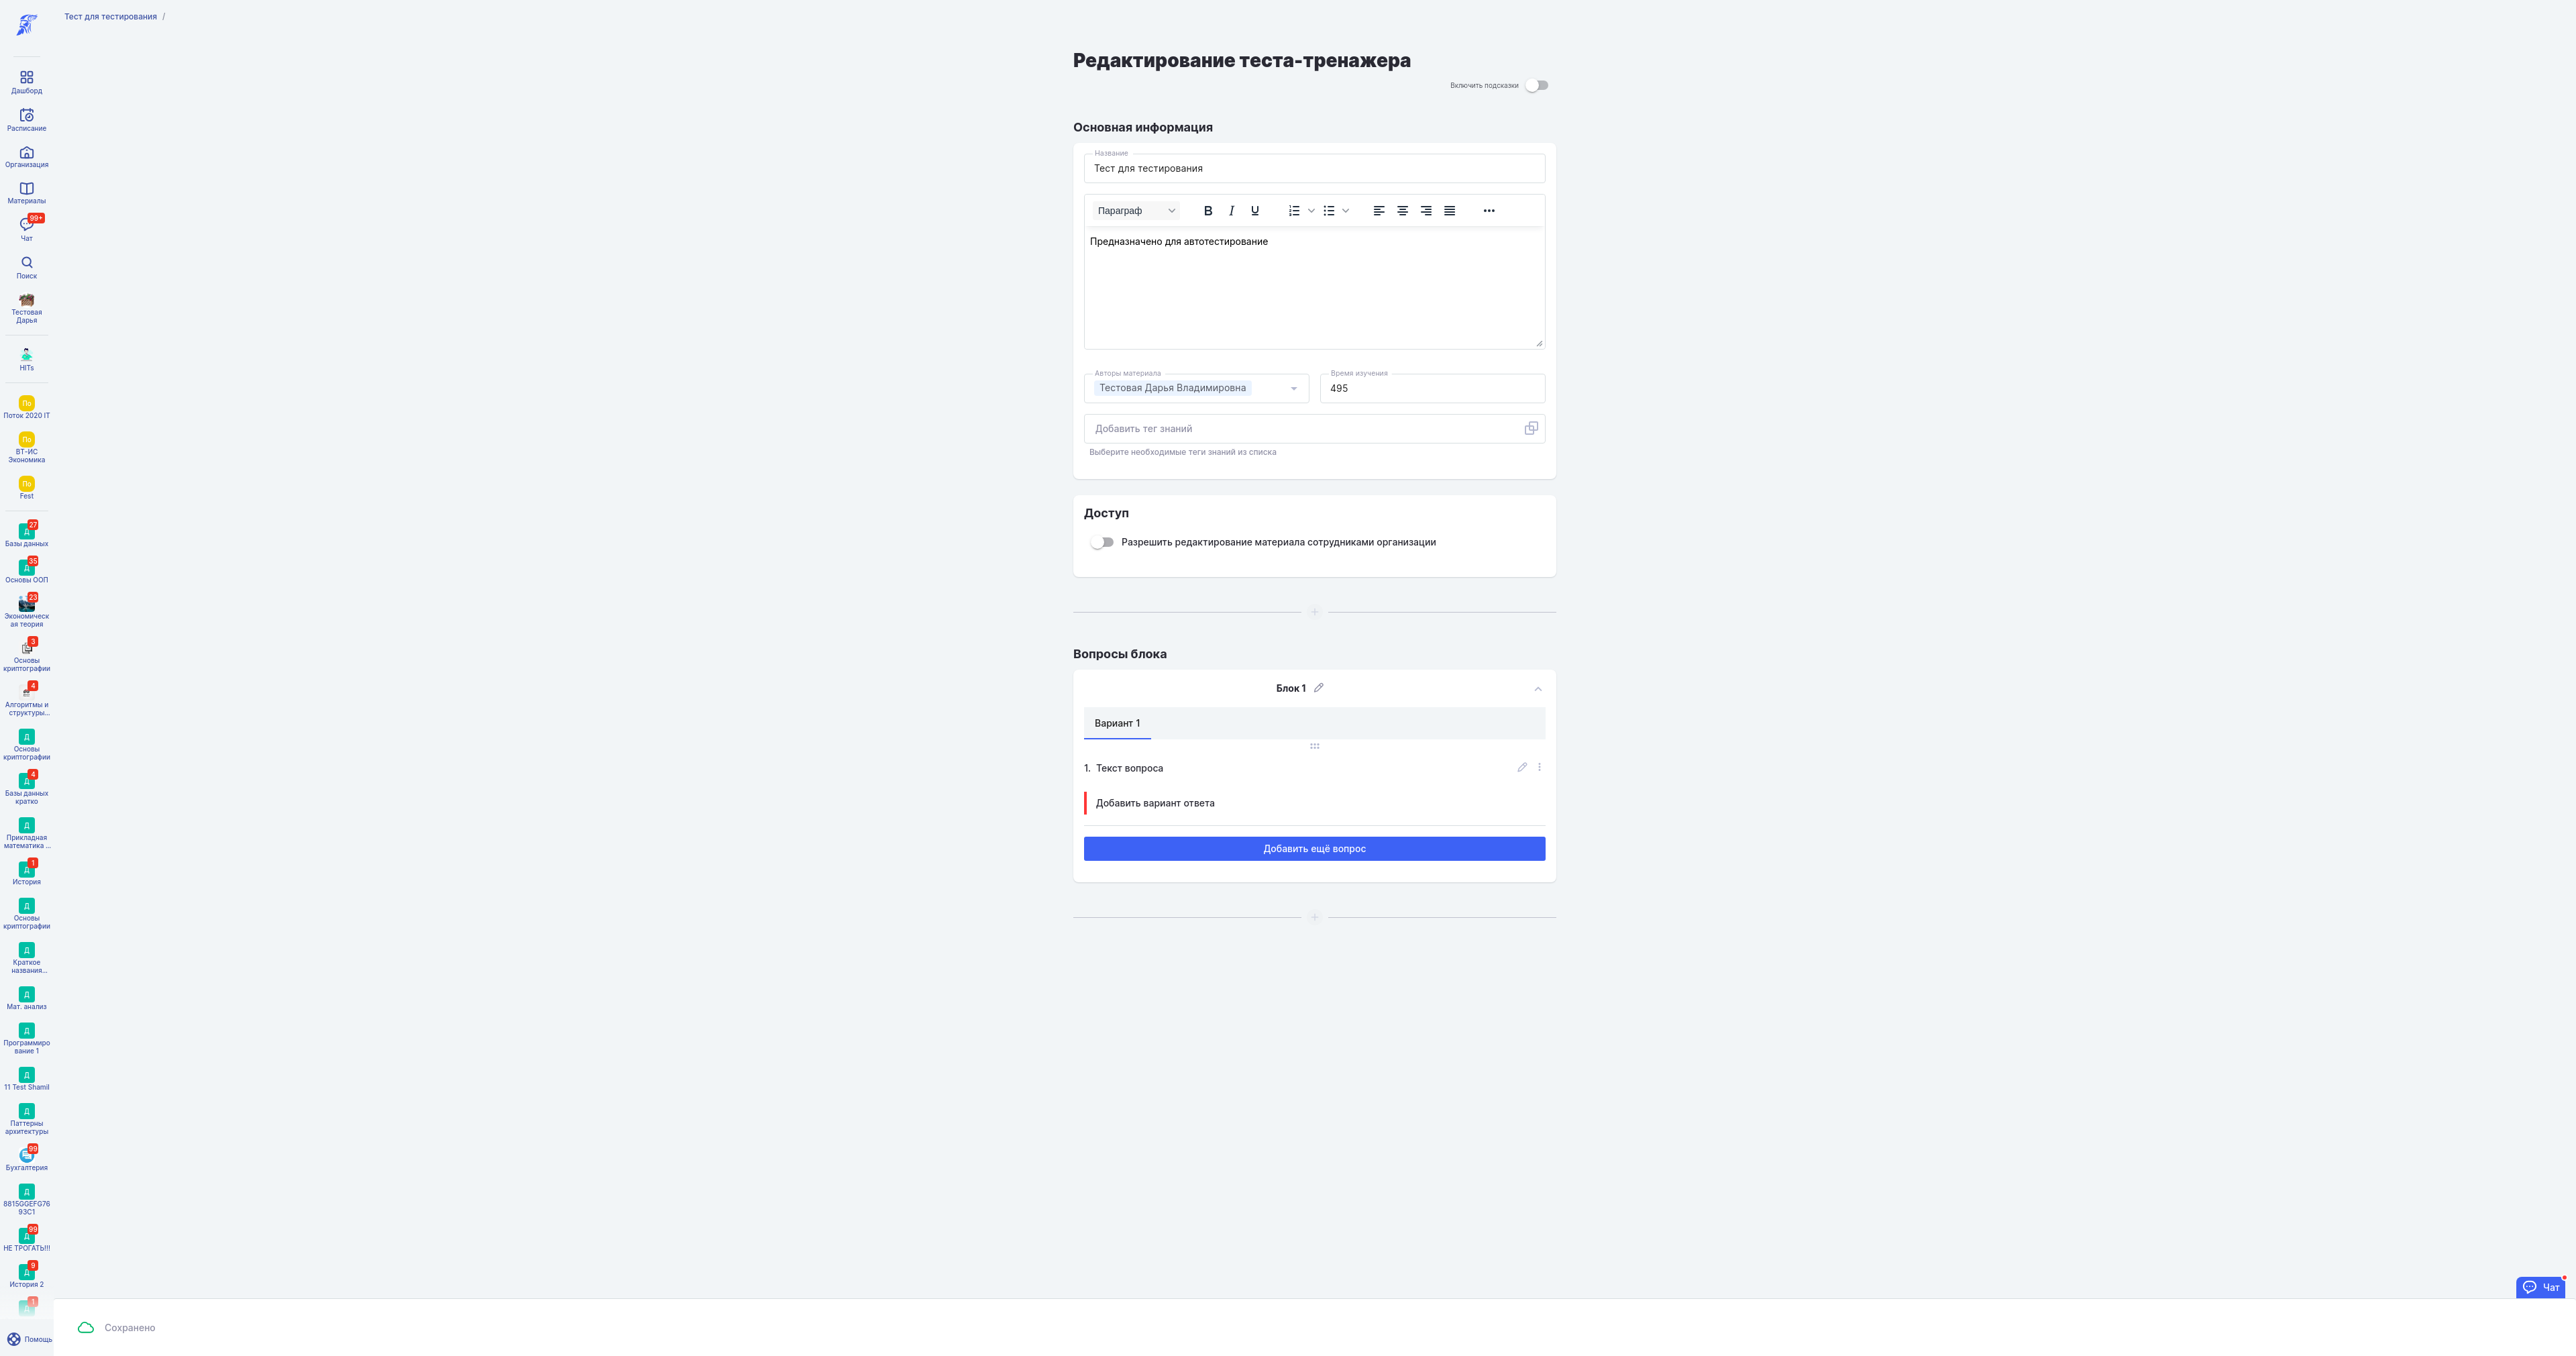 Тест для тестирования /
Дашборд
Расписание
Организация
Материалы
99+
Чат
Поиск
Тестовая
Дарья
HITs
По
Поток 2020 IT
По
ВТ-ИС
Экономика
По
Fest
27
Д
Базы данных
35
Д
Основы ООП
23
Экономическ
ая теория
3
Основы
криптографии
4
Алгоритмы и
структуры...
Д
Основы
криптографии
4
Д
Базы данных
кратко
Д
Прикладная
математика ...
1
Д
История
Д
Основы
криптографии
Д
Краткое
названия...
Д
Мат. анализ
Д
Программиро
вание 1
Д
11 Test Shamil
Д
Паттерны
архитектуры
99
Бухгалтерия
Д
8815GGEFG76
93C1
99
Д
НЕ ТРОГАТЬ!!!
9
Д
История 2
1
Д
Помощь
Редактирование теста-тренажера
Включить подсказки
Основная информация
Название
Тест для тестирования
Параграф
Предназначено для автотестирование
Авторы материала
Тестовая Дарья Владимировна
Время изучения
495
Добавить тег знаний
Выберите необходимые теги знаний из списка
Доступ
Разрешить редактирование материала сотрудниками организации
Вопросы блока
Блок 1
Вариант 1
1. Текст вопроса
Добавить вариант ответа
Добавить ещё вопрос
Чат
Сохранено